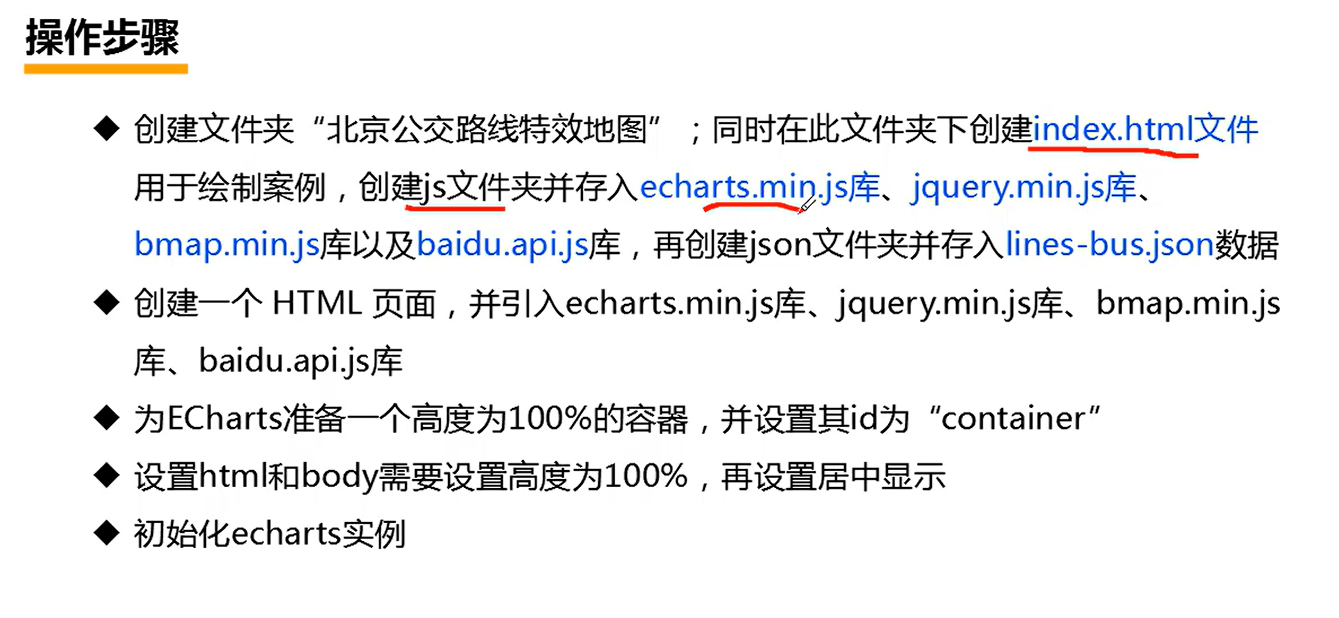 操作步骤
◆ 创建文件夹“北京公交路线特效地图”；同时在此文件夹下创建index.html文件
用于绘制案例，创建js文件夹并存入echarts.min.js库、jquery.min.js库、
bmap.min.js库以及baidu.api.js库，再创建json文件夹并存入lines-bus.json数据
◆ 创建一个 HTML 页面，并引入echarts.min.js库、jquery.min.js库、bmap.min.js
库、baidu.api.js库
◆ 为ECharts准备一个高度为100%的容器，并设置其id为“container”
◆ 设置html和body需要设置高度为100%，再设置居中显示
◆ 初始化echarts实例